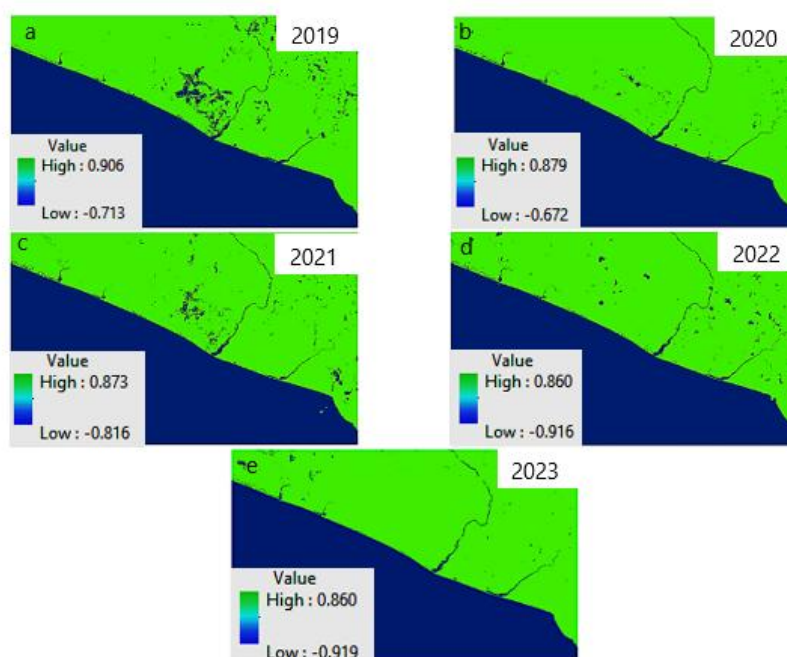 a
2019
Value
High : 0.906
Low : -0.713
b
2020
Value
High : 0.879
Low : -0.672
c
2021
Value
High : 0.873
Low : -0.816
d
2022
Value
High : 0.860
Low : -0.916
e
2023
Value
High : 0.860
Low : -0.919